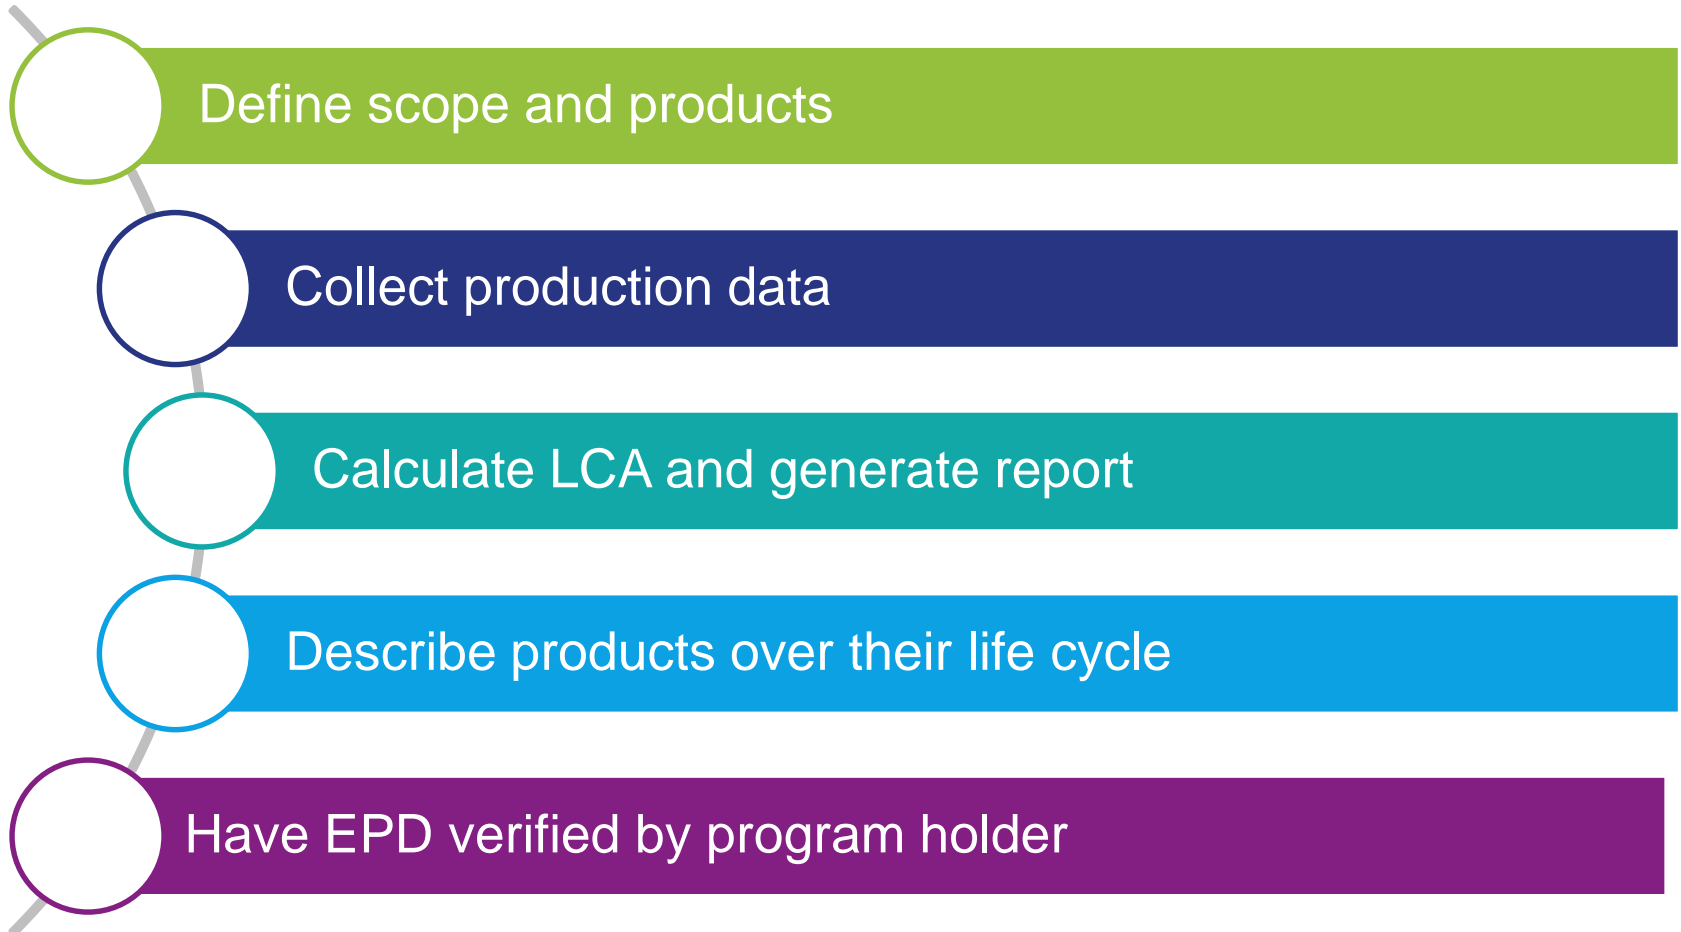 Define scope and products
Collect production data
Calculate LCA and generate report
Describe products over their life cycle
Have EPD verified by program holder